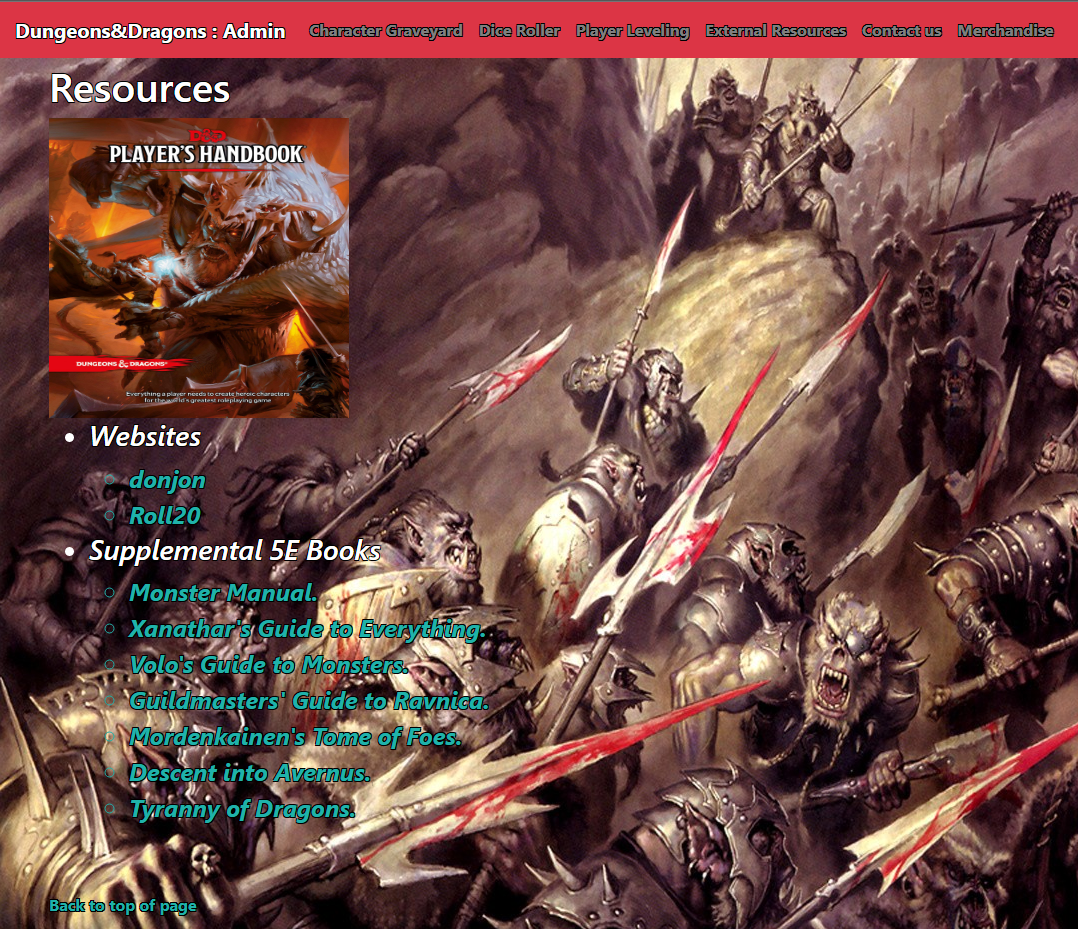 Dungeons&Dragons : Admin Character Graveyard Dice Roller Player Leveling External Resources Contact us Merchandise
Resources
D&D
PLAYER'S HANDBOOK
DUNGEONS & DRAGONS®
Everything a player needs to create heroic characters
for the world's greatest roleplaying game
Websites
donjon
Roll20
Supplemental 5E Books
Monster Manual.
Xanathar's Guide to Everything.
Volo's Guide to Monsters.
Guildmasters' Guide to Ravnica.
Mordenkainen's Tome of Foes.
Descent into Avernus.
Tyranny of Dragons.
Back to top of page